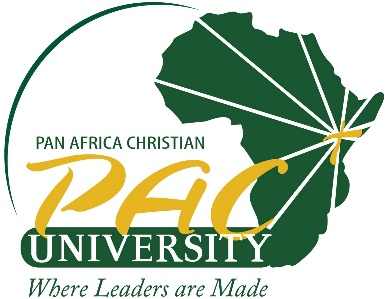 PAN AFRICA CHRISTIAN
PAC
UNIVERSITY
Where Leaders are Made